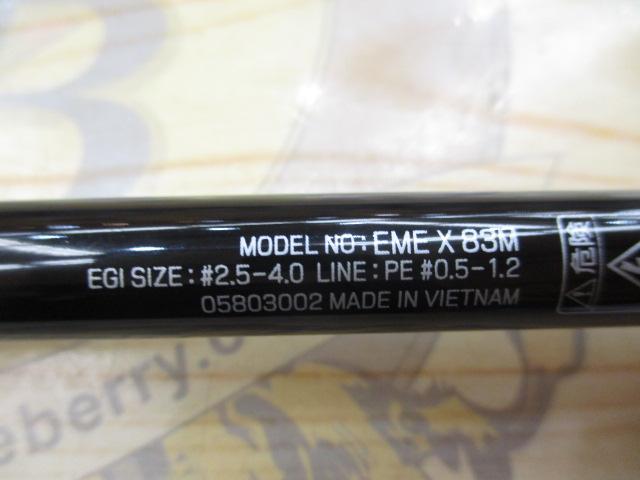 MODEL NO: EME X 83M
EGI SIZE : #2.5-4.0 LINE : PE #0.5-1.2
05803002 MADE IN VIETNAM
危険
eberry.c